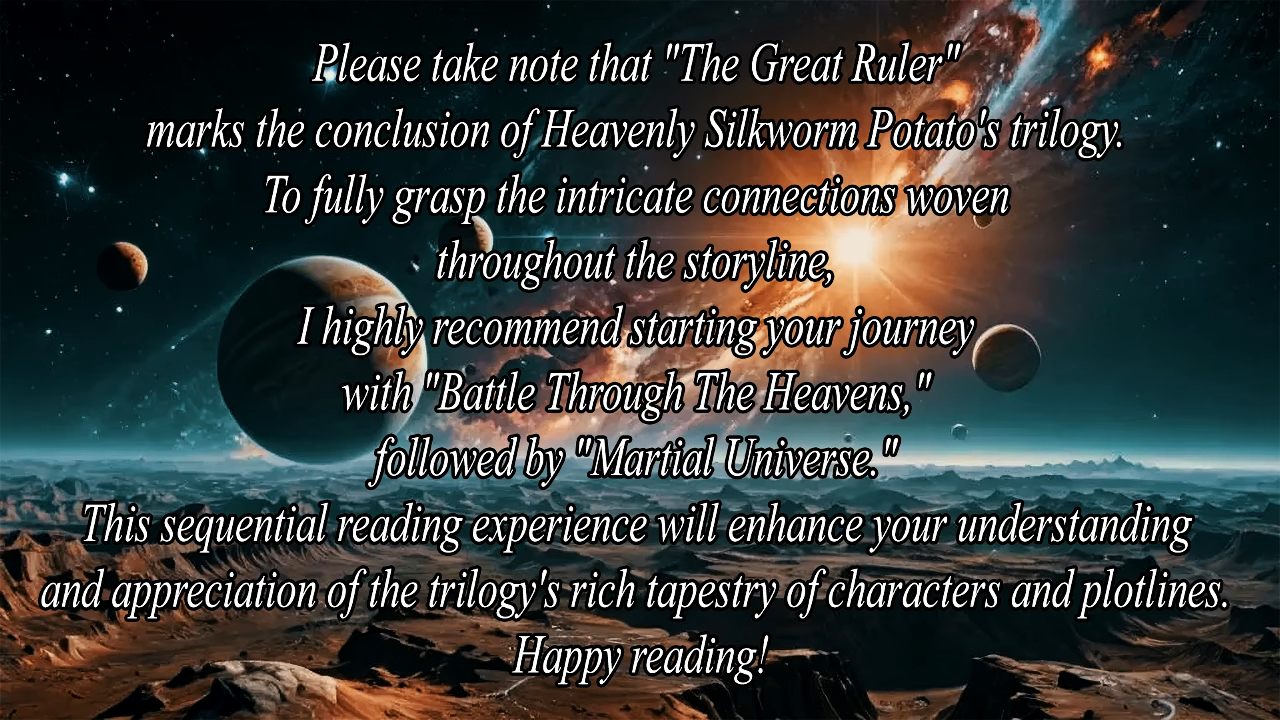 Please take note that "The Great Ruler"
marks the conclusion of Heavenly Silkworm Potato's trilogy.
To fully grasp the intricate connections woven
throughout the storyline,
I highly recommend starting your journey
with "Battle Through The Heavens,"
followed by "Martial Universe."
This sequential reading experience will enhance your understanding
and appreciation of the trilogy's rich tapestry of characters and plotlines.
Happy reading!